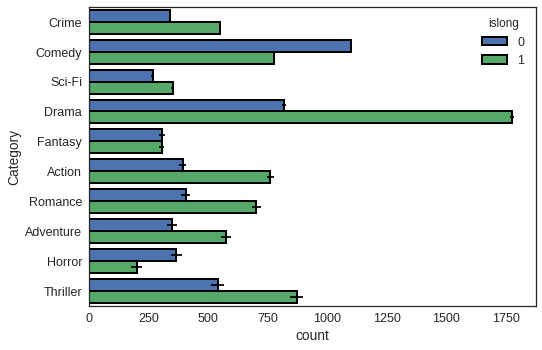 Crime
Comedy
Sci-Fi
Drama
Fantasy
Action
Romance
Adventure
Horror
Thriller
Category
islong
0
1
0 250 500 750 1000 1250 1500 1750
count